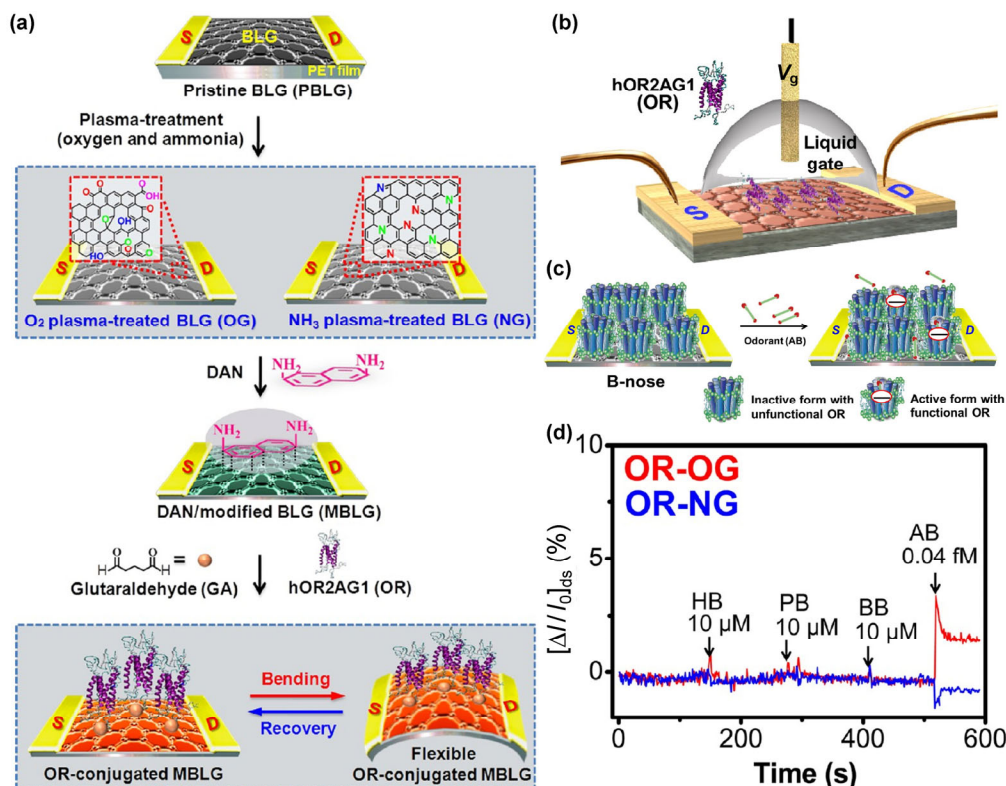 (a)
S
BLG
D
PET film
Pristine BLG (PBLG)
Plasma-treatment
(oxygen and ammonia)
O
O
O
OH
O
O
OH
O
O
O
HO
O
N
N
N
N
N
N
N
S
D
S
D
O₂ plasma-treated BLG (OG)
NH₃ plasma-treated BLG (NG)
DAN
NH₂
NH₂
NH₂
NH₂
S
D
DAN/modified BLG (MBLG)
O
O
H
H
=
Glutaraldehyde (GA)
hOR2AG1 (OR)
S
D
Bending
Recovery
S
D
OR-conjugated MBLG
Flexible
OR-conjugated MBLG
(b)
hOR2AG1
(OR)
Vg
Liquid
gate
S
D
(c)
S
D
Odorant (AB)
S
D
B-nose
Inactive form with
unfunctional OR
Active form with
functional OR
(d)
10
5
0
[ΔI / I₀]ds (%)
OR-OG
OR-NG
HB
10 µM
PB
10 µM
BB
10 µM
AB
0.04 fM
0
200
400
600
Time (s)